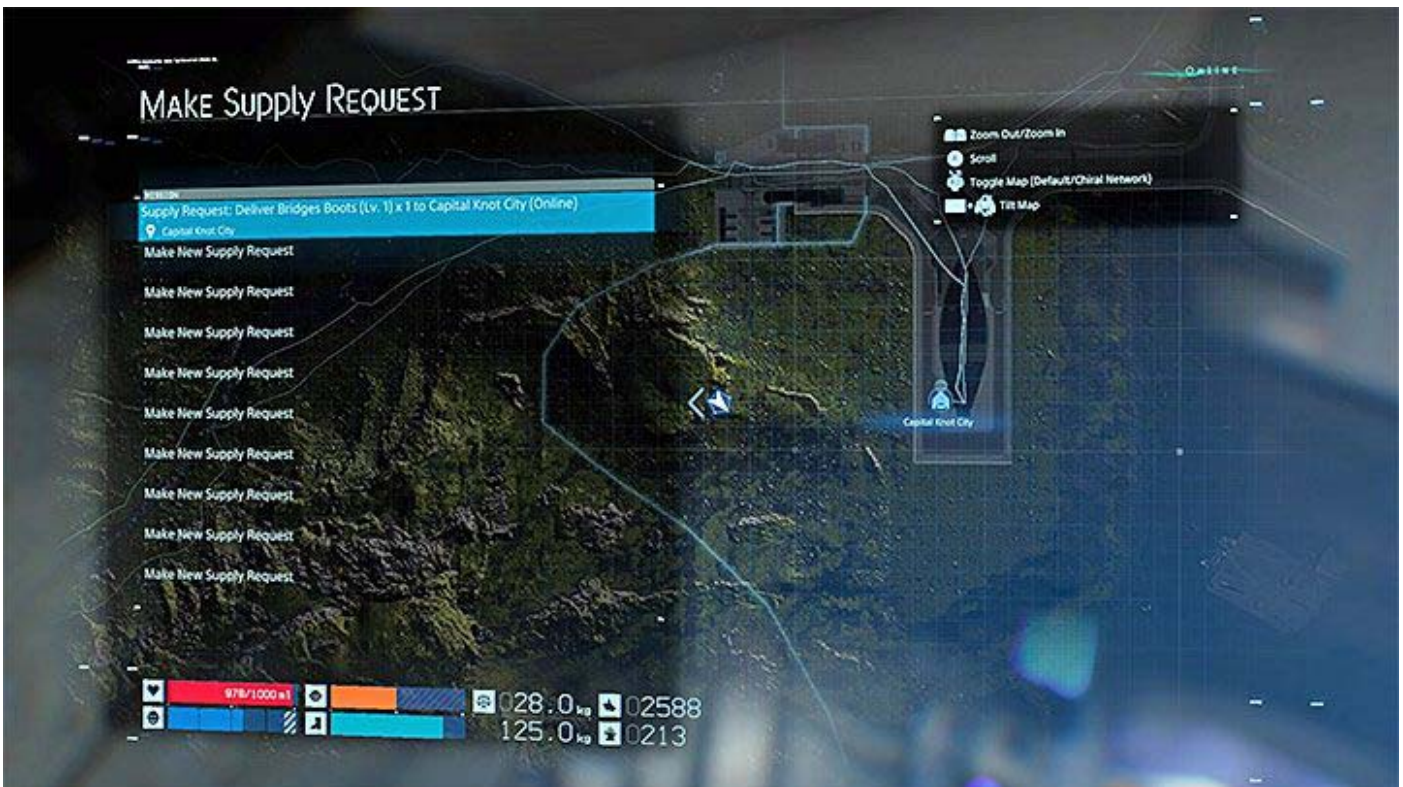 Make Supply Request
Online
Zoom Out/Zoom In
Scroll
Toggle Map (Default/Chiral Network)
+ Tilt Map
MISSION
Supply Request: Deliver Bridges Boots (Lv. 1) x 1 to Capital Knot City (Online)
Capital Knot City
Make New Supply Request
Make New Supply Request
Make New Supply Request
Make New Supply Request
Make New Supply Request
Make New Supply Request
Make New Supply Request
Make New Supply Request
Make New Supply Request
Capital Knot City
978/1000 ml
028.0 kg
02588
125.0 kg
0213